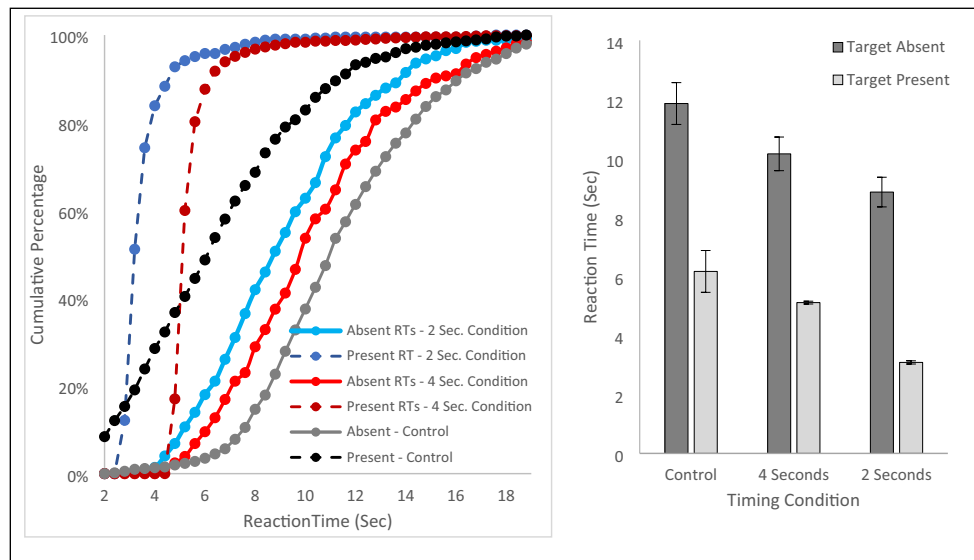 100%
80%
60%
40%
20%
0%
Cumulative Percentage
2 4 6 8 10 12 14 16 18
ReactionTime (Sec)
Absent RTs - 2 Sec. Condition
Present RT - 2 Sec. Condition
Absent RTs - 4 Sec. Condition
Present RTs - 4 Sec. Condition
Absent - Control
Present - Control
14
12
10
8
6
4
2
0
Reaction Time (Sec)
Target Absent
Target Present
Control 4 Seconds 2 Seconds
Timing Condition